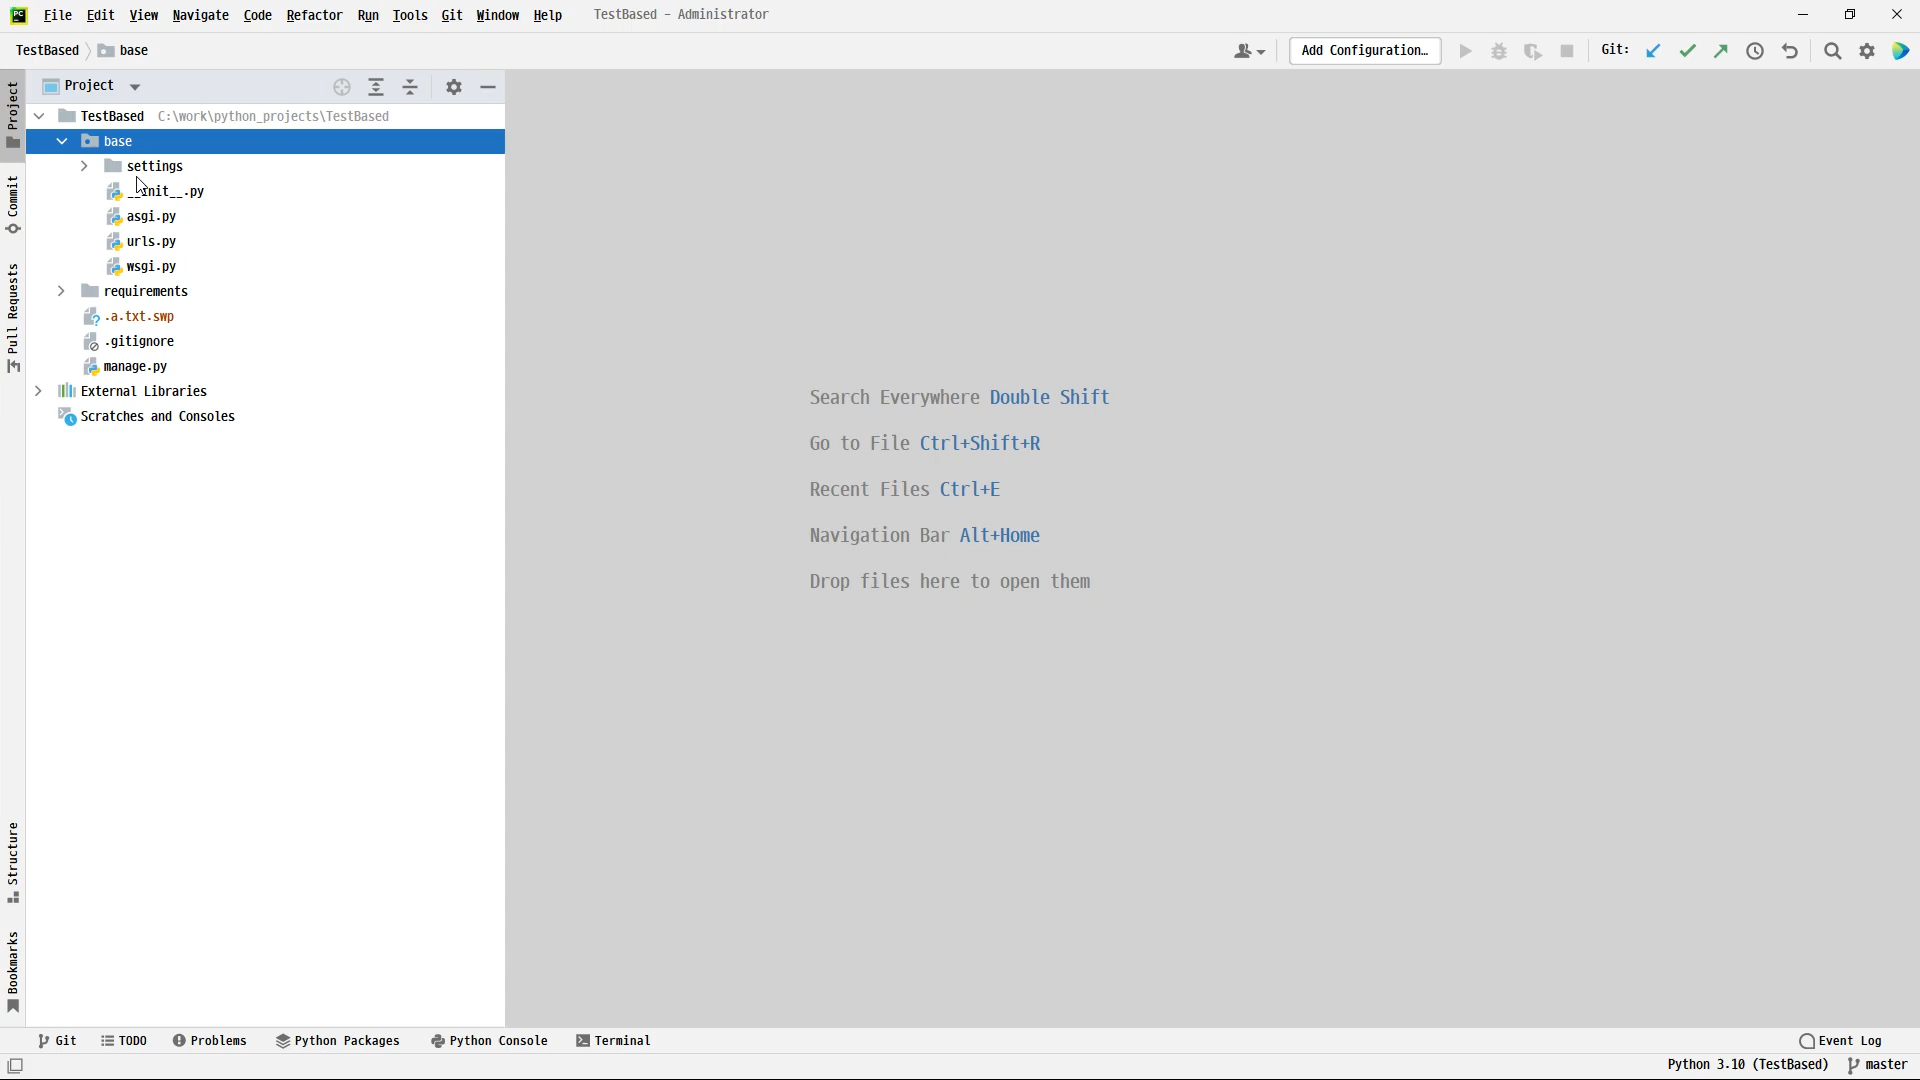 PC File Edit View Navigate Code Refactor Run Tools Git Window Help TestBased - Administrator
TestBased base Add Configuration... Git:
Project
TestBased C:\work\python_projects\TestBased
base
settings
__init__.py
asgi.py
urls.py
wsgi.py
requirements
.a.txt.swp
.gitignore
manage.py
External Libraries
Scratches and Consoles
Project
Commit
Pull Requests
Structure
Bookmarks
Search Everywhere Double Shift
Go to File Ctrl+Shift+R
Recent Files Ctrl+E
Navigation Bar Alt+Home
Drop files here to open them
Git TODO Problems Python Packages Python Console Terminal Event Log
Python 3.10 (TestBased) master